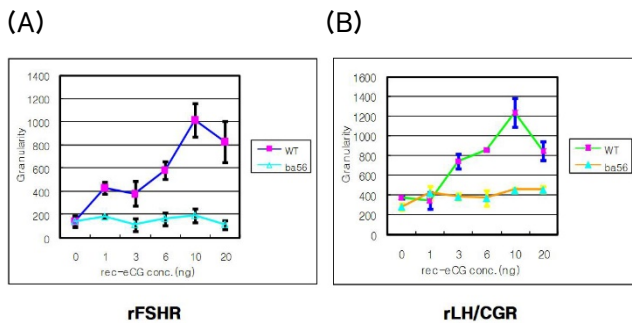 (A)
(B)
1400
1200
1000
800
600
400
200
0
Granularity
0 1 3 6 10 20
rec-eCG conc. (ng)
WT
ba56
1600
1400
1200
1000
800
600
400
200
0
Granularity
0 1 3 6 10 20
rec-eCG conc. (ng)
WT
ba56
rFSHR
rLH/CGR